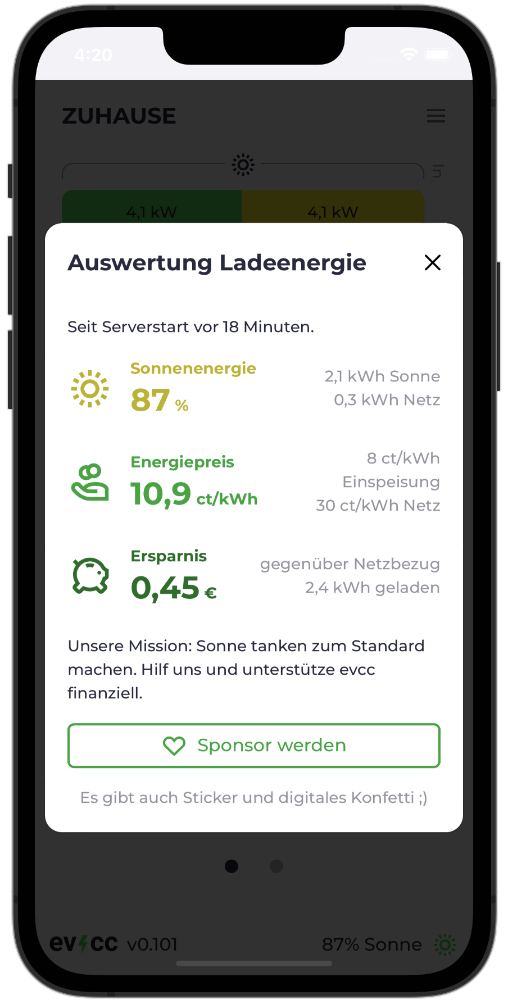 4:20
ZUHAUSE
4,1 kW 4,1 kW
Auswertung Ladeenergie
Seit Serverstart vor 18 Minuten.
Sonnenenergie
87 %
2,1 kWh Sonne
0,3 kWh Netz
Energiepreis
10,9 ct/kWh
8 ct/kWh
Einspeisung
30 ct/kWh Netz
Ersparnis
0,45 €
gegenüber Netzbezug
2,4 kWh geladen
Unsere Mission: Sonne tanken zum Standard
machen. Hilf uns und unterstütze evcc
finanziell.
Sponsor werden
Es gibt auch Sticker und digitales Konfetti ;)
evcc v0.101 87% Sonne